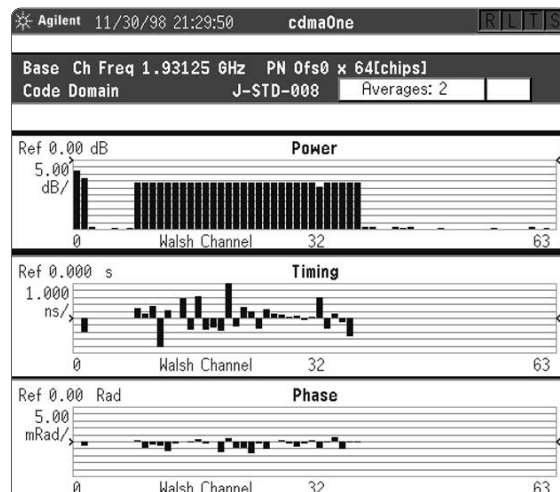 Agilent 11/30/98 21:29:50 cdmaOne R L T S
Base Ch Freq 1.93125 GHz PN Ofs0 x 64[chips]
Code Domain J-STD-008 Averages: 2
Ref 0.00 dB Power
5.00
dB/
0 Walsh Channel 32 63
Ref 0.000 s Timing
1.000
ns/
0 Walsh Channel 32 63
Ref 0.00 Rad Phase
5.00
mRad/
0 Walsh Channel 32 63